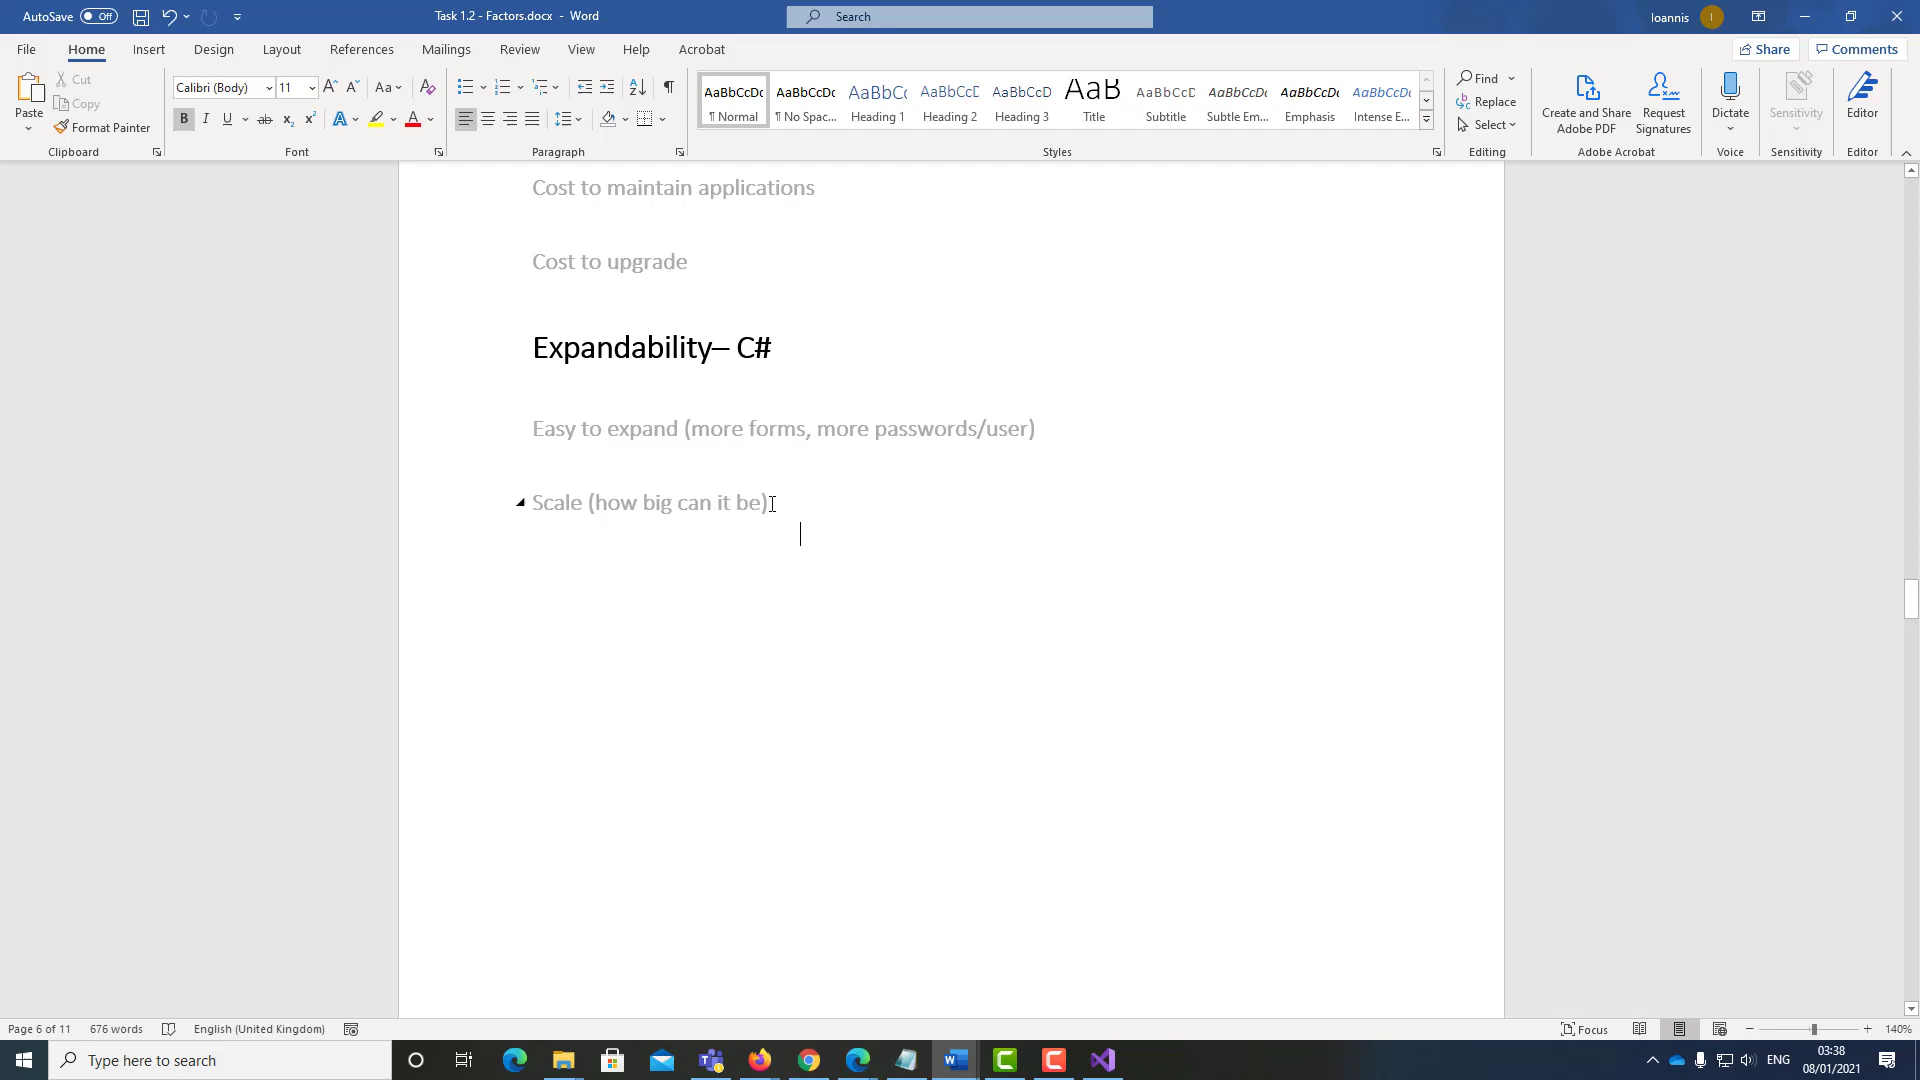 AutoSave Off Task 1.2 - Factors.docx - Word Search Ioannis I
File Home Insert Design Layout References Mailings Review View Help Acrobat Share Comments
Paste Cut Copy Format Painter Clipboard
Calibri (Body) 11 Font
Paragraph
AaBbCcDc ¶ Normal AaBbCcDc ¶ No Spac... AaBbCc Heading 1 AaBbCcD Heading 2 AaBbCcD Heading 3 AaB Title AaBbCcD Subtitle AaBbCcDc Subtle Em... AaBbCcDc Emphasis AaBbCcDc Intense E... Styles
Find Replace Select Editing
Create and Share Adobe PDF Request Signatures Adobe Acrobat
Dictate Voice Sensitivity Sensitivity Editor Editor
Cost to maintain applications
Cost to upgrade
Expandability– C#
Easy to expand (more forms, more passwords/user)
Scale (how big can it be)
Page 6 of 11 676 words English (United Kingdom) Focus 140%
Type here to search ENG 03:38
08/01/2021